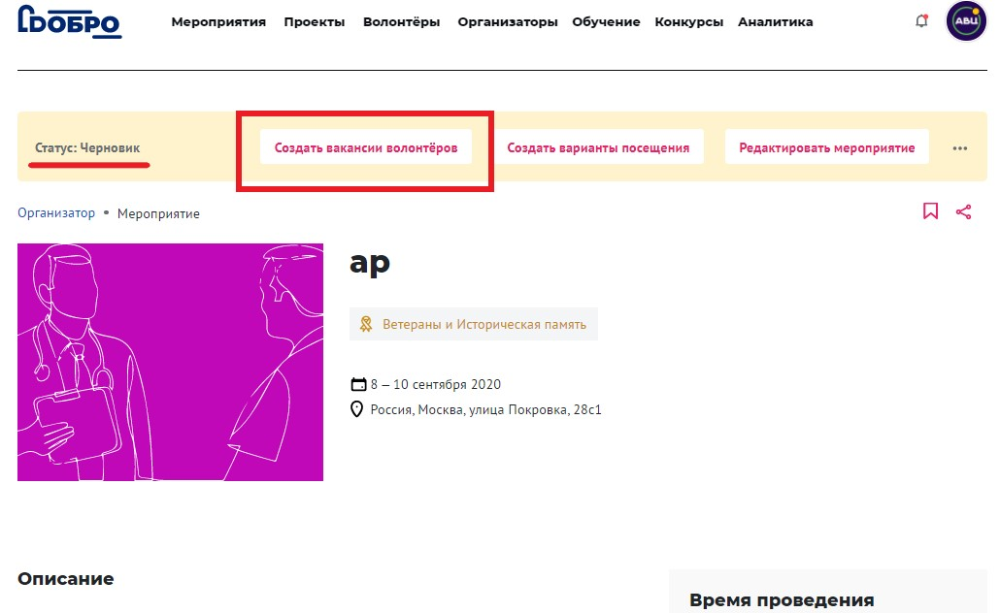 ДОБРО
Мероприятия Проекты Волонтёры Организаторы Обучение Конкурсы Аналитика
АВЦ
Статус: Черновик Создать вакансии волонтёров Создать варианты посещения Редактировать мероприятие
Организатор • Мероприятие
ар
Ветераны и Историческая память
8 — 10 сентября 2020
Россия, Москва, улица Покровка, 28с1
Описание
Время проведения